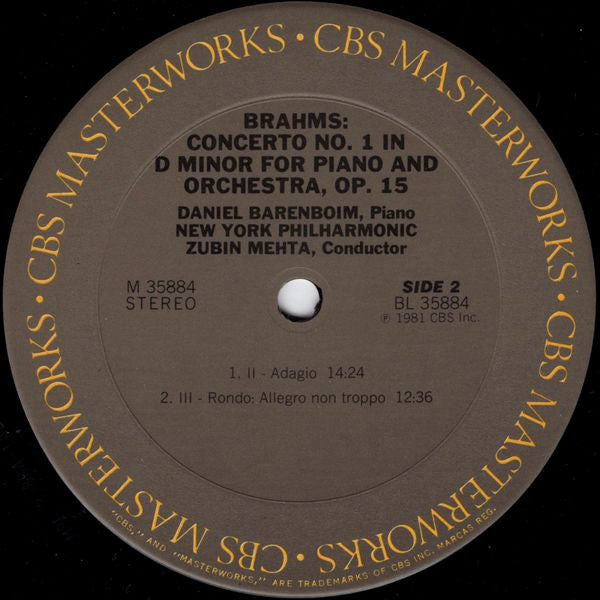 CBS MASTERWORKS · CBS MASTERWORKS · CBS MASTERWORKS · CBS MASTERWORKS · CBS MASTERWORKS ·
BRAHMS:
CONCERTO NO. 1 IN
D MINOR FOR PIANO AND
ORCHESTRA, OP. 15
DANIEL BARENBOIM, Piano
NEW YORK PHILHARMONIC
ZUBIN MEHTA, Conductor
M 35884
STEREO
SIDE 2
BL 35884
℗ 1981 CBS Inc.
1. II - Adagio 14:24
2. III - Rondo: Allegro non troppo 12:36
"CBS," AND "MASTERWORKS," ARE TRADEMARKS OF CBS INC. MARCAS REG.